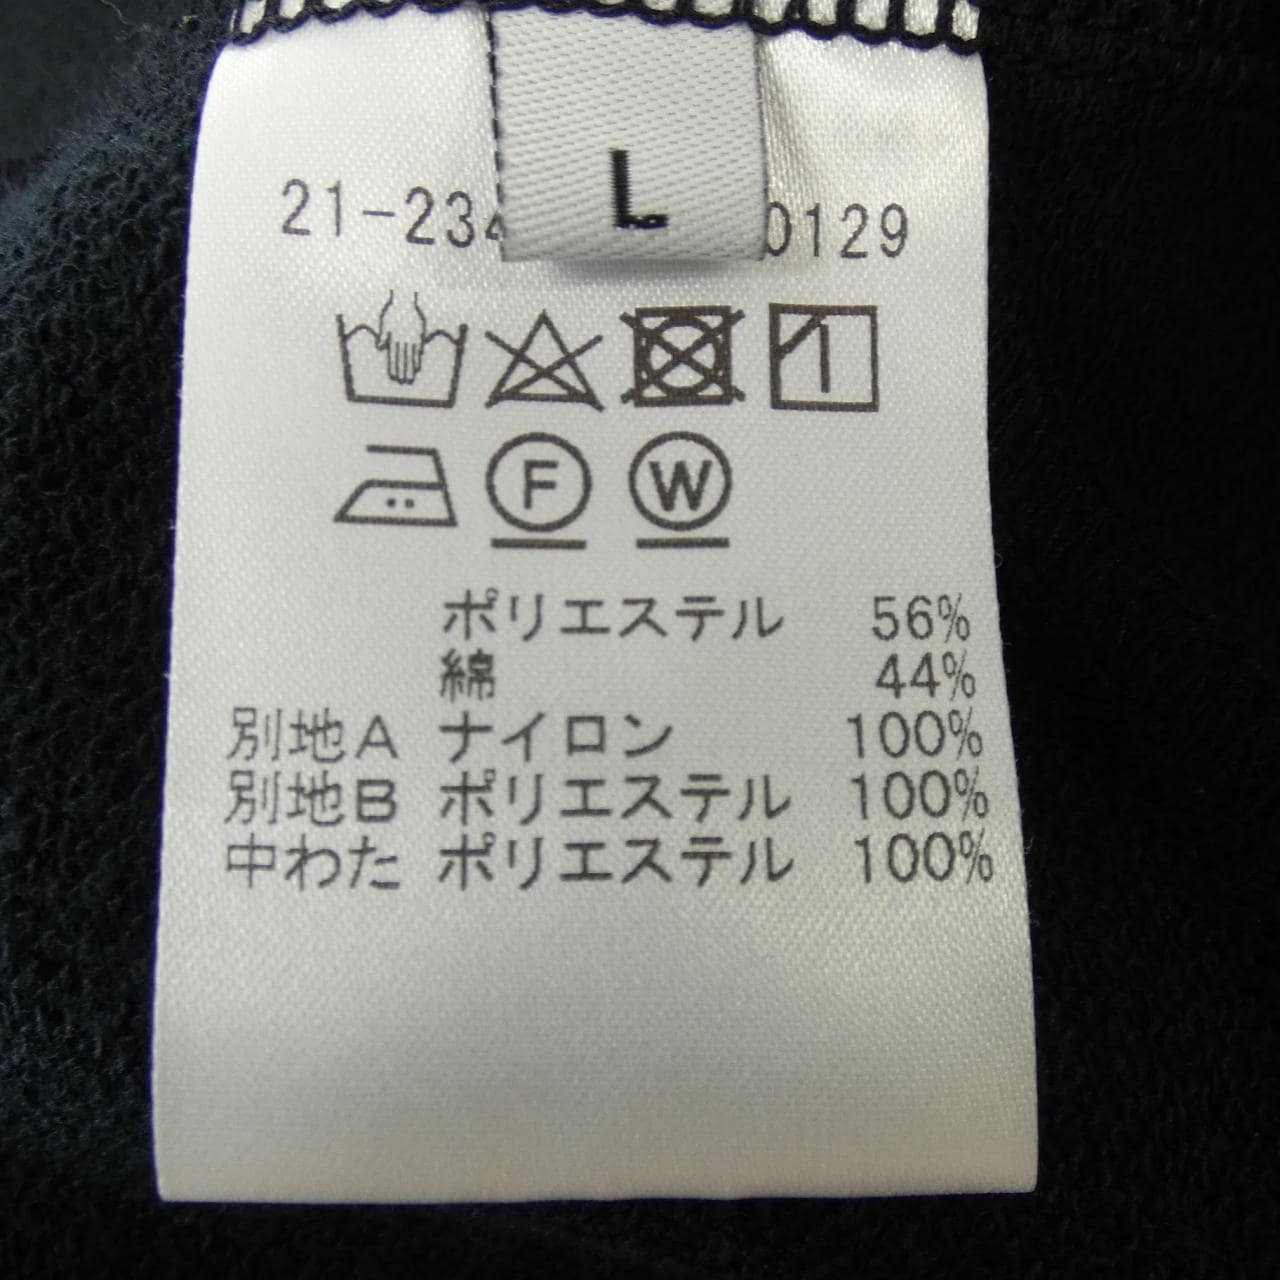 L
21-234 0129
F W
ポリエステル 56%
綿 44%
別地A ナイロン 100%
別地B ポリエステル 100%
中わた ポリエステル 100%